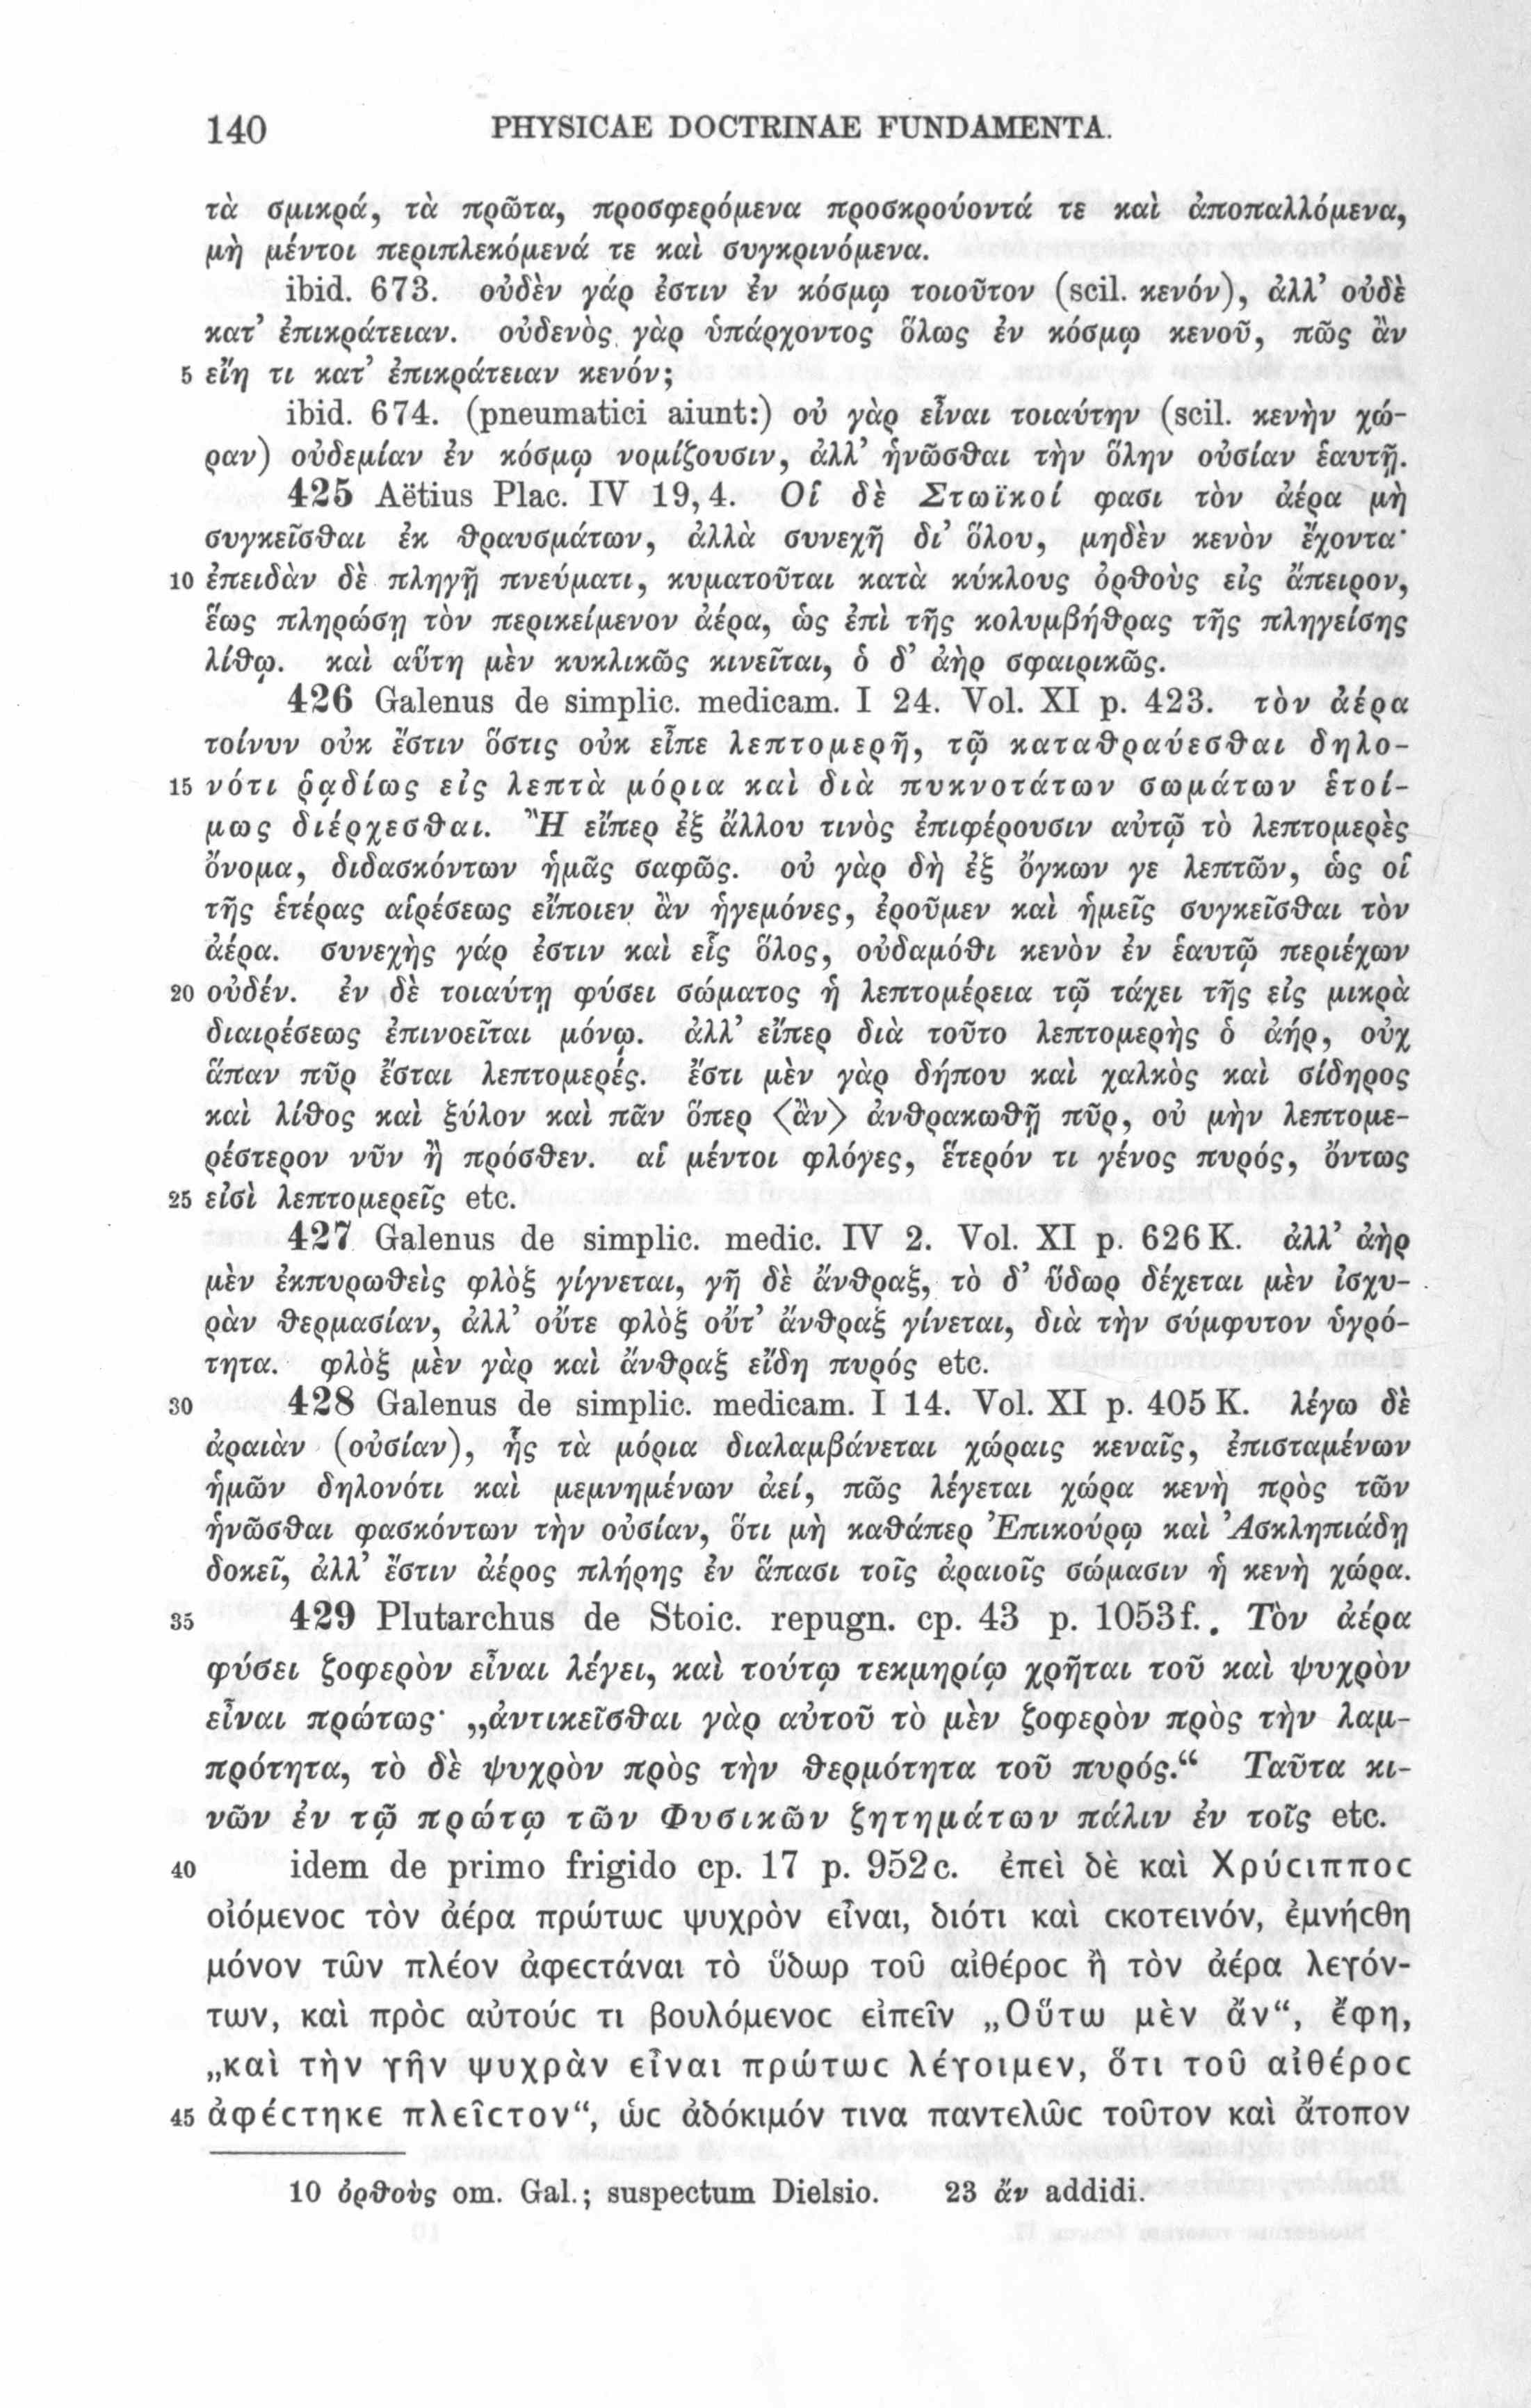 140 PHYSICAE DOCTRINAE FUNDAMENTA.
τὰ σμικρά, τὰ πρῶτα, προσφερόμενα προσκρούοντά τε καὶ ἀποπαλλόμενα,
μὴ μέντοι περιπλεκόμενά τε καὶ συγκρινόμενα.
ibid. 673. οὐδὲν γάρ ἐστιν ἐν κόσμῳ τοιοῦτον (scil. κενόν), ἀλλ’ οὐδὲ
κατ’ ἐπικράτειαν. οὐδενὸς γὰρ ὑπάρχοντος ὅλως ἐν κόσμῳ κενοῦ, πῶς ἂν
5 εἴη τι κατ’ ἐπικράτειαν κενόν;
ibid. 674. (pneumatici aiunt:) οὐ γὰρ εἶναι τοιαύτην (scil. κενὴν χώ-
ραν) οὐδεμίαν ἐν κόσμῳ νομίζουσιν, ἀλλ’ ἡνῶσθαι τὴν ὅλην οὐσίαν ἑαυτῇ.
425 Aëtius Plac. IV 19, 4. Οἱ δὲ Στωϊκοί φασι τὸν ἀέρα μὴ
συγκεῖσθαι ἐκ θραυσμάτων, ἀλλὰ συνεχῆ δι’ ὅλου, μηδὲν κενὸν ἔχοντα·
10 ἐπειδὰν δὲ πληγῇ πνεύματι, κυματοῦται κατὰ κύκλους ὀρθοὺς εἰς ἄπειρον,
ἕως πληρώσῃ τὸν περικείμενον ἀέρα, ὡς ἐπὶ τῆς κολυμβήθρας τῆς πληγείσης
λίθῳ. καὶ αὕτη μὲν κυκλικῶς κινεῖται, ὁ δ’ ἀὴρ σφαιρικῶς.
426 Galenus de simplic. medicam. I 24. Vol. XI p. 423. τὸν ἀέρα
τοίνυν οὐκ ἔστιν ὅστις οὐκ εἶπε λεπτομερῆ, τῷ καταθραύεσθαι δηλο-
15 νότι ῥᾳδίως εἰς λεπτὰ μόρια καὶ διὰ πυκνοτάτων σωμάτων ἑτοί-
μως διέρχεσθαι. Ἢ εἴπερ ἐξ ἄλλου τινὸς ἐπιφέρουσιν αὐτῷ τὸ λεπτομερὲς
ὄνομα, διδασκόντων ἡμᾶς σαφῶς. οὐ γὰρ δὴ ἐξ ὄγκων γε λεπτῶν, ὡς οἱ
τῆς ἑτέρας αἱρέσεως εἴποιεν ἂν ἡγεμόνες, ἐροῦμεν καὶ ἡμεῖς συγκεῖσθαι τὸν
ἀέρα. συνεχὴς γάρ ἐστιν καὶ εἷς ὅλος, οὐδαμόθι κενὸν ἐν ἑαυτῷ περιέχων
20 οὐδέν. ἐν δὲ τοιαύτῃ φύσει σώματος ἡ λεπτομέρεια τῷ τάχει τῆς εἰς μικρὰ
διαιρέσεως ἐπινοεῖται μόνῳ. ἀλλ’ εἴπερ διὰ τοῦτο λεπτομερὴς ὁ ἀήρ, οὐχ
ἅπαν πῦρ ἔσται λεπτομερές. ἔστι μὲν γὰρ δήπου καὶ χαλκὸς καὶ σίδηρος
καὶ λίθος καὶ ξύλον καὶ πᾶν ὅπερ 〈ἂν〉 ἀνθρακωθῇ πῦρ, οὐ μὴν λεπτομε-
ρέστερον νῦν ἢ πρόσθεν. αἱ μέντοι φλόγες, ἕτερόν τι γένος πυρός, ὄντως
25 εἰσὶ λεπτομερεῖς etc.
427 Galenus de simplic. medic. IV 2. Vol. XI p. 626 K. ἀλλ’ ἀὴρ
μὲν ἐκπυρωθεὶς φλὸξ γίγνεται, γῆ δὲ ἄνθραξ, τὸ δ’ ὕδωρ δέχεται μὲν ἰσχυ-
ρὰν θερμασίαν, ἀλλ’ οὔτε φλὸξ οὔτ’ ἄνθραξ γίνεται, διὰ τὴν σύμφυτον ὑγρό-
τητα. φλὸξ μὲν γὰρ καὶ ἄνθραξ εἴδη πυρός etc.
30 428 Galenus de simplic. medicam. I 14. Vol. XI p. 405 K. λέγω δὲ
ἀραιὰν (οὐσίαν), ἧς τὰ μόρια διαλαμβάνεται χώραις κεναῖς, ἐπισταμένων
ἡμῶν δηλονότι καὶ μεμνημένων ἀεί, πῶς λέγεται χώρα κενὴ πρὸς τῶν
ἡνῶσθαι φασκόντων τὴν οὐσίαν, ὅτι μὴ καθάπερ Ἐπικούρῳ καὶ Ἀσκληπιάδῃ
δοκεῖ, ἀλλ’ ἔστιν ἀέρος πλήρης ἐν ἅπασι τοῖς ἀραιοῖς σώμασιν ἡ κενὴ χώρα.
35 429 Plutarchus de Stoic. repugn. cp. 43 p. 1053f.. Τὸν ἀέρα
φύσει ζοφερὸν εἶναι λέγει, καὶ τούτῳ τεκμηρίῳ χρῆται τοῦ καὶ ψυχρὸν
εἶναι πρώτως· „ἀντικεῖσθαι γὰρ αὐτοῦ τὸ μὲν ζοφερὸν πρὸς τὴν λαμ-
πρότητα, τὸ δὲ ψυχρὸν πρὸς τὴν θερμότητα τοῦ πυρός.“ Ταῦτα κι-
νῶν ἐν τῷ πρώτῳ τῶν Φυσικῶν ζητημάτων πάλιν ἐν τοῖς etc.
40 idem de primo frigido cp. 17 p. 952c. ἐπεὶ δὲ καὶ Χρύσιπποϲ
οἰόμενοϲ τὸν ἀέρα πρώτωϲ ψυχρὸν εἶναι, διότι καὶ ϲκοτεινόν, ἐμνήϲθη
μόνον τῶν πλέον ἀφεϲτάναι τὸ ὕδωρ τοῦ αἰθέροϲ ἢ τὸν ἀέρα λεγόν-
των, καὶ πρὸϲ αὐτούϲ τι βουλόμενοϲ εἰπεῖν „Οὕτω μὲν ἄν“, ἔφη,
„καὶ τὴν γῆν ψυχρὰν εἶναι πρώτωϲ λέγοιμεν, ὅτι τοῦ αἰθέροϲ
45 ἀφέϲτηκε πλεῖϲτον“, ὡϲ ἀδόκιμόν τινα παντελῶϲ τοῦτον καὶ ἄτοπον
10 ὀρθοὺς om. Gal.; suspectum Dielsio. 23 ἄν addidi.